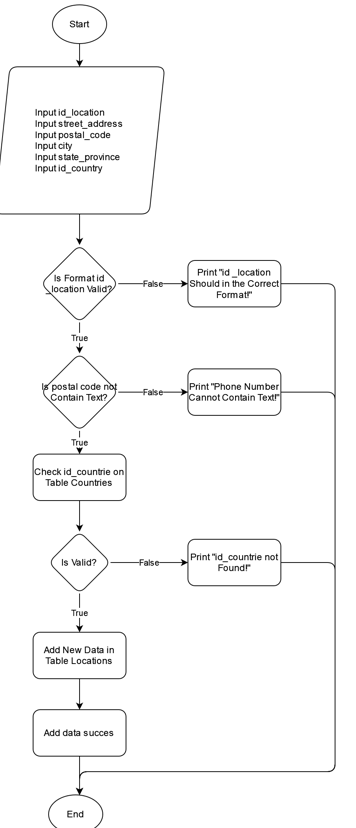 Start
Input id_location
Input street_address
Input postal_code
Input city
Input state_province
Input id_country
Is Format id
_location Valid?
False
Print "id _location
Should in the Correct
Format!"
True
Is postal code not
Contain Text?
False
Print "Phone Number
Cannot Contain Text!"
True
Check id_countrie on
Table Countries
Is Valid?
False
Print "id_countrie not
Found!"
True
Add New Data in
Table Locations
Add data succes
End